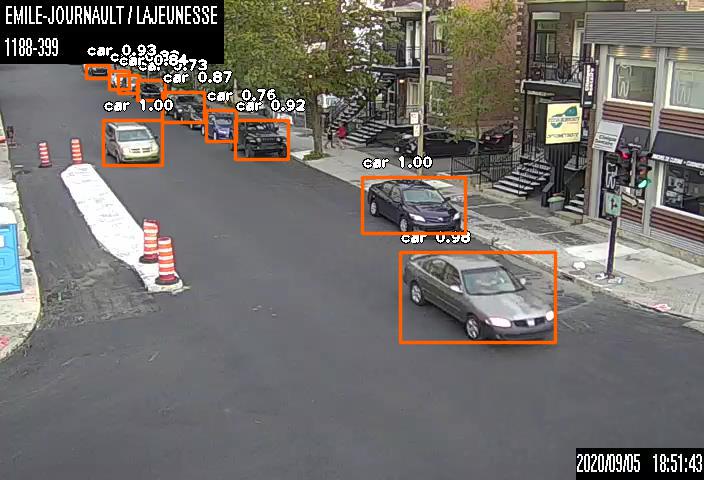 EMILE-JOURNAULT / LAJEUNESSE
1188-399
car 0.93
car 0.87
car 0.76
car 0.92
car 1.00
car 1.00
car 0.98
2020/09/05 18:51:43